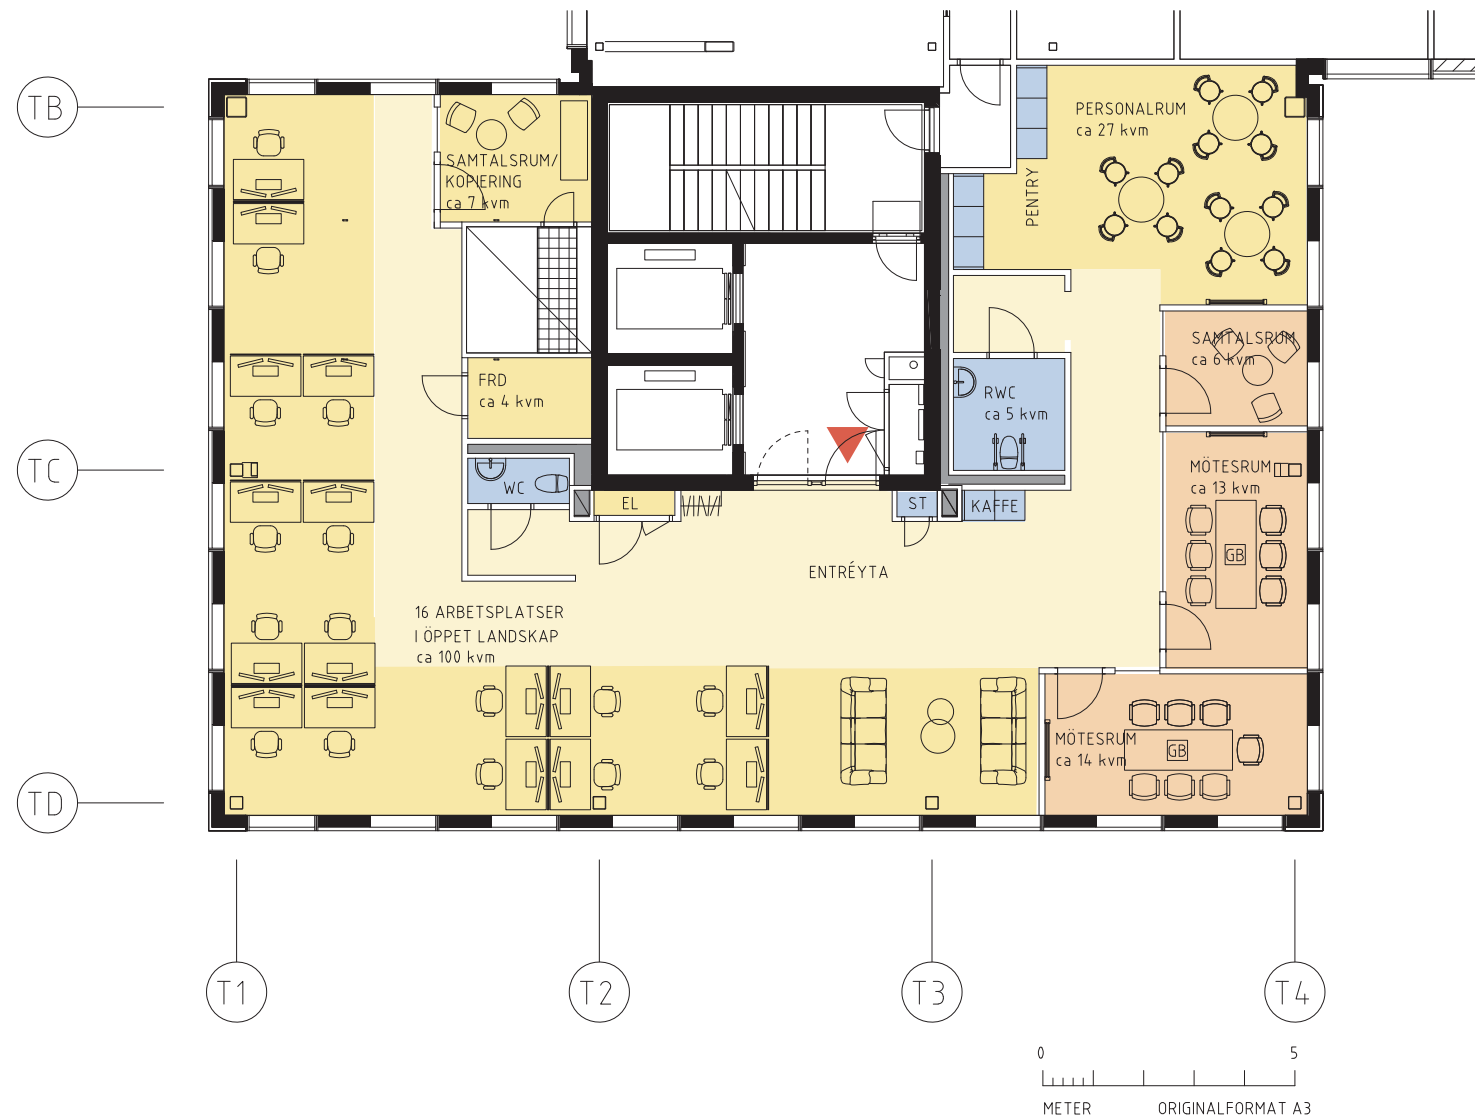 TB
PERSONALRUM
ca 27 kvm
SAMTALSRUM/
KOPIERING
ca 7 kvm
PENTRY
SAMTALSRUM
ca 6 kvm
FRD
ca 4 kvm
RWC
ca 5 kvm
TC
MÖTESRUM
ca 13 kvm
WC
EL
ST
KAFFE
GB
ENTRÉYTA
16 ARBETSPLATSER
I ÖPPET LANDSKAP
ca 100 kvm
MÖTESRUM
ca 14 kvm
GB
TD
T1
T2
T3
T4
0
5
METER
ORIGINALFORMAT A3